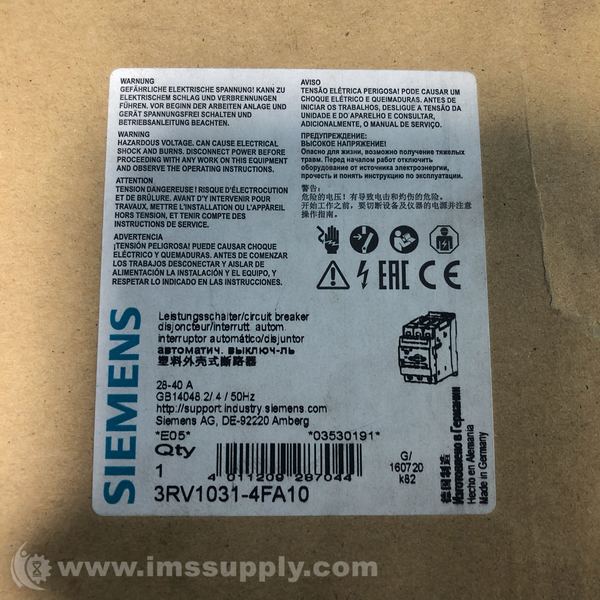 WARNUNG
GEFÄHRLICHE ELEKTRISCHE SPANNUNG! KANN ZU
ELEKTRISCHEM SCHLAG UND VERBRENNUNGEN
FÜHREN. VOR BEGINN DER ARBEITEN ANLAGE UND
GERÄT SPANNUNGSFREI SCHALTEN UND
BETRIEBSANLEITUNG BEACHTEN.
WARNING
HAZARDOUS VOLTAGE. CAN CAUSE ELECTRICAL
SHOCK AND BURNS. DISCONNECT POWER BEFORE
PROCEEDING WITH ANY WORK ON THIS EQUIPMENT
AND OBSERVE THE OPERATING INSTRUCTIONS.
ATTENTION
TENSION DANGEREUSE! RISQUE D'ÉLECTROCUTION
ET DE BRÛLURE. AVANT D'Y INTERVENIR POUR
TRAVAUX, METTRE L'INSTALLATION OU L'APPAREIL
HORS TENSION, ET TENIR COMPTE DES
INSTRUCTIONS DE SERVICE.
ADVERTENCIA
¡TENSIÓN PELIGROSA! PUEDE CAUSAR CHOQUE
ELÉCTRICO Y QUEMADURAS. ANTES DE COMENZAR
LOS TRABAJOS DESCONECTAR Y AISLAR DE
ALIMENTACIÓN LA INSTALACIÓN Y EL EQUIPO, Y
RESPETAR LO INDICADO EN LAS INSTRUCCIONES.
AVISO
TENSÃO ELÉTRICA PERIGOSA! PODE CAUSAR UM
CHOQUE ELÉTRICO E QUEIMADURAS. ANTES DE
INICIAR OS TRABALHOS, DESLIGUE A TENSÃO DA
UNIDADE E DO APARELHO E CONSULTAR,
ADICIONALMENTE, O MANUAL DE SERVIÇO.
ПРЕДУПРЕЖДЕНИЕ:
ВЫСОКОЕ НАПРЯЖЕНИЕ!
Опасно для жизни, возможно получение тяжелых
травм. Перед началом работ отключить
оборудование от источника электроэнергии,
прочесть и понять инструкцию по эксплуатации.
警告:
危险的电压! 有导致电击和灼伤的危险。
开始工作之前, 要切断设备及仪器的电源并注意
操作指南。
EAC CE
SIEMENS
Leistungsschalter/circuit breaker
disjoncteur/interrutt. autom.
interruptor automático/disjuntor
автоматич. выключ-ль
塑料外壳式断路器
28-40 A
GB14048.2/.4 / 50Hz
http://support.industry.siemens.com
Siemens AG, DE-92220 Amberg
*E05* *03530191*
Qty
1
4 011209 287044
3RV1031-4FA10
G/
160720
k82
德国制造
Изготовлено в Германии
Hecho en Alemania
Made in Germany
www.imssupply.com